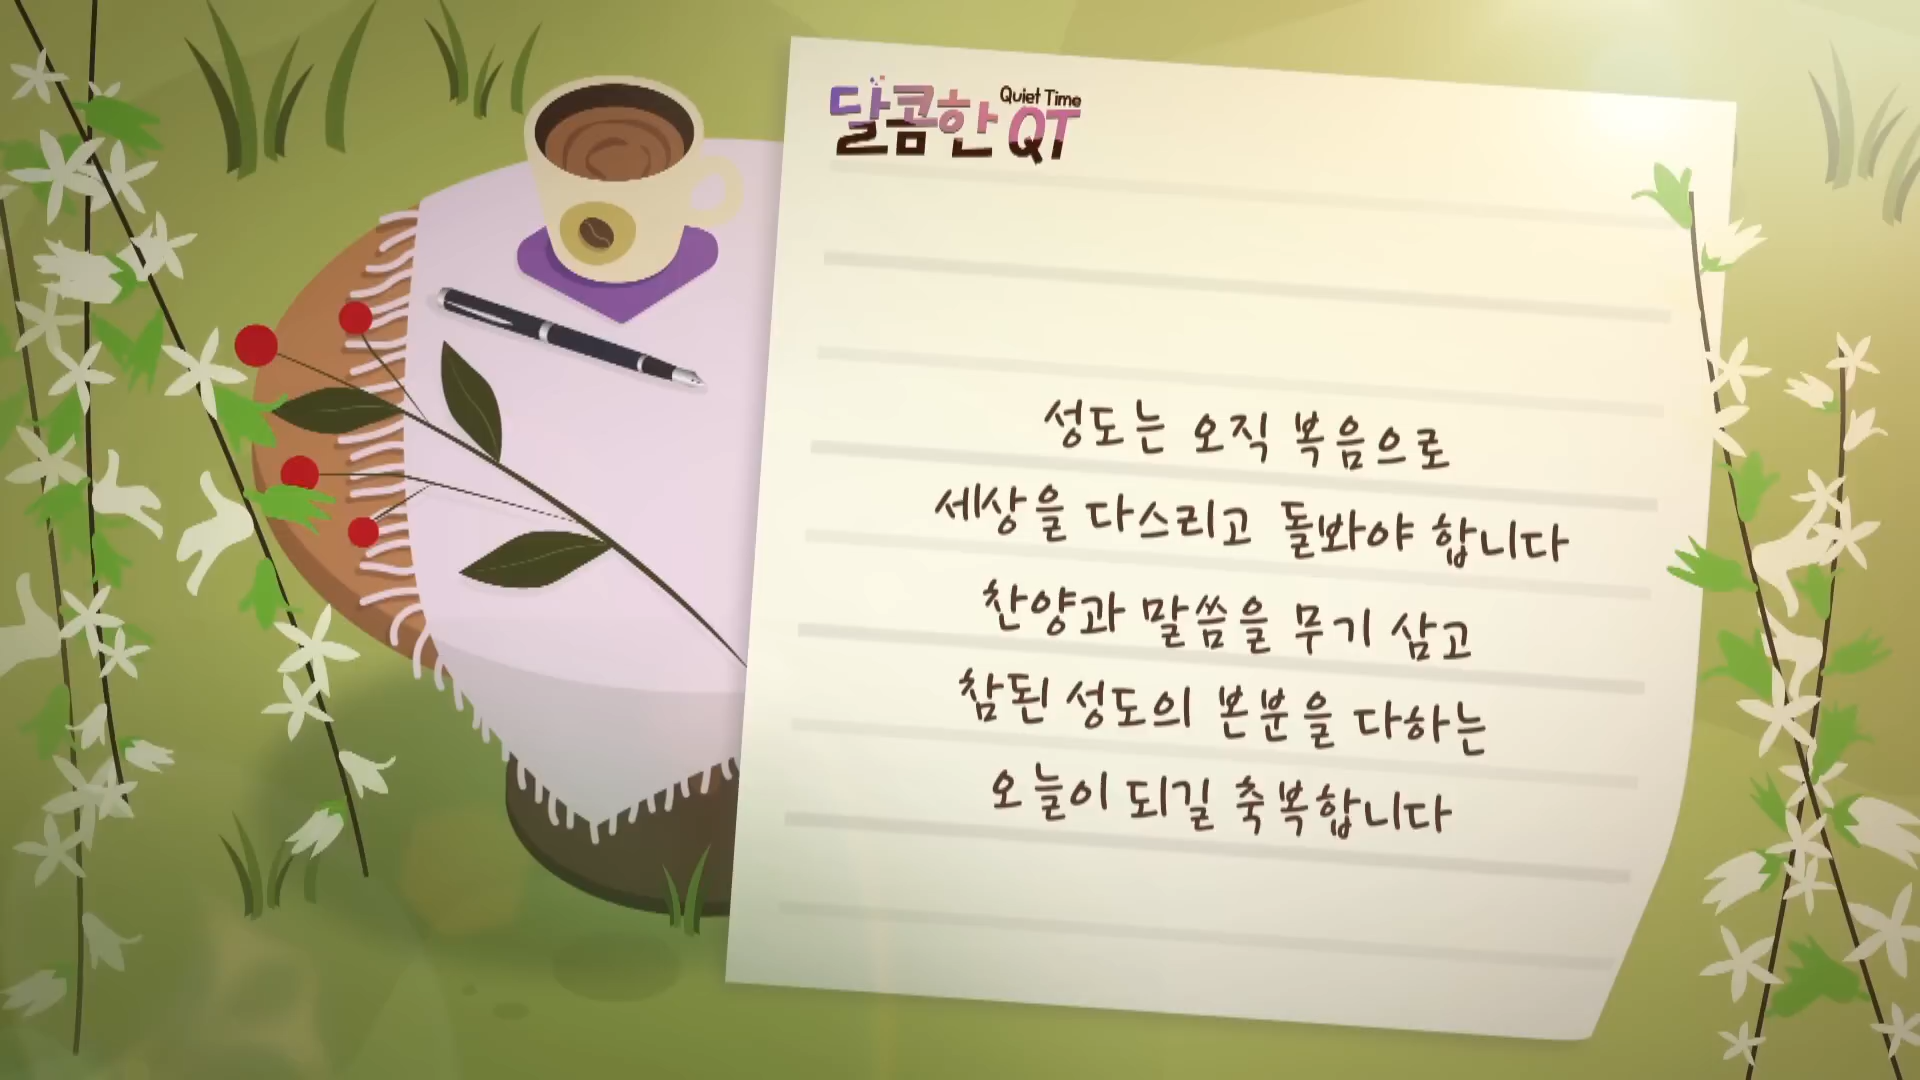 달콤한 QT
Quiet Time
성도는 오직 복음으로
세상을 다스리고 돌봐야 합니다
찬양과 말씀을 무기 삼고
참된 성도의 본분을 다하는
오늘이 되길 축복합니다